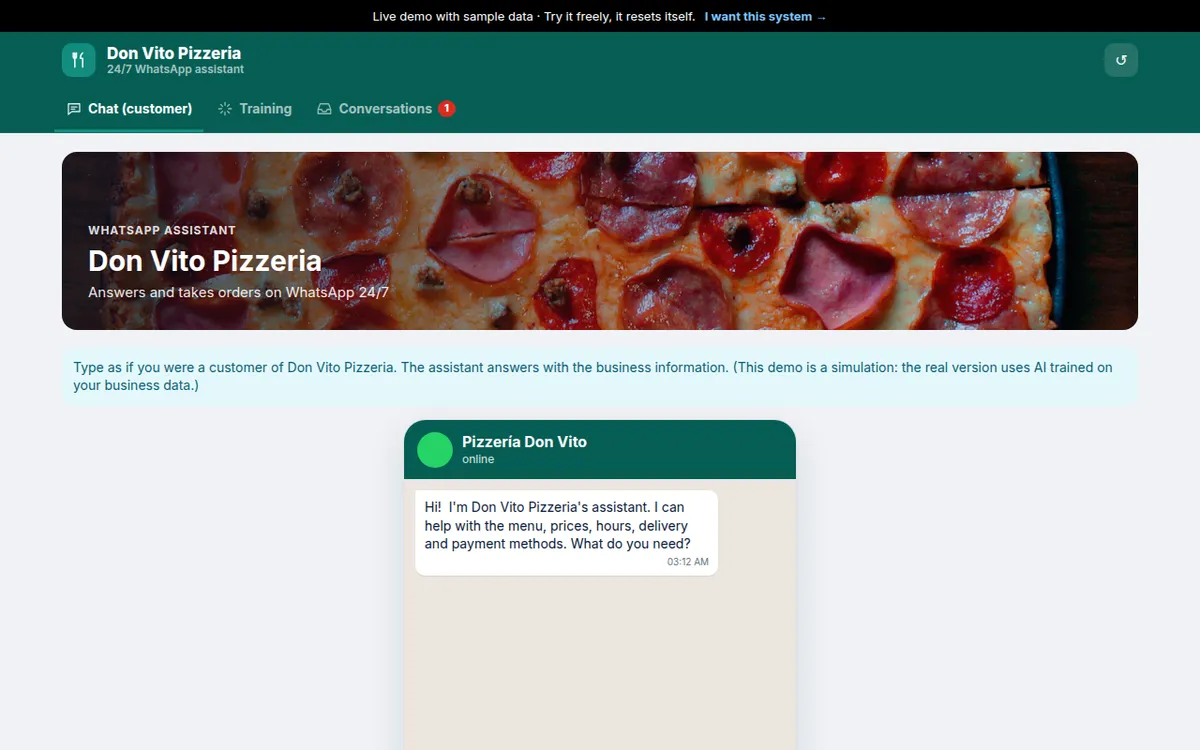 Live demo with sample data · Try it freely, it resets itself. I want this system →
Don Vito Pizzeria
24/7 WhatsApp assistant
↺
Chat (customer)
Training
Conversations
1
WHATSAPP ASSISTANT
Don Vito Pizzeria
Answers and takes orders on WhatsApp 24/7
Type as if you were a customer of Don Vito Pizzeria. The assistant answers with the business information. (This demo is a simulation: the real version uses AI trained on
your business data.)
Pizzería Don Vito
online
Hi! I'm Don Vito Pizzeria's assistant. I can
help with the menu, prices, hours, delivery
and payment methods. What do you need?
03:12 AM